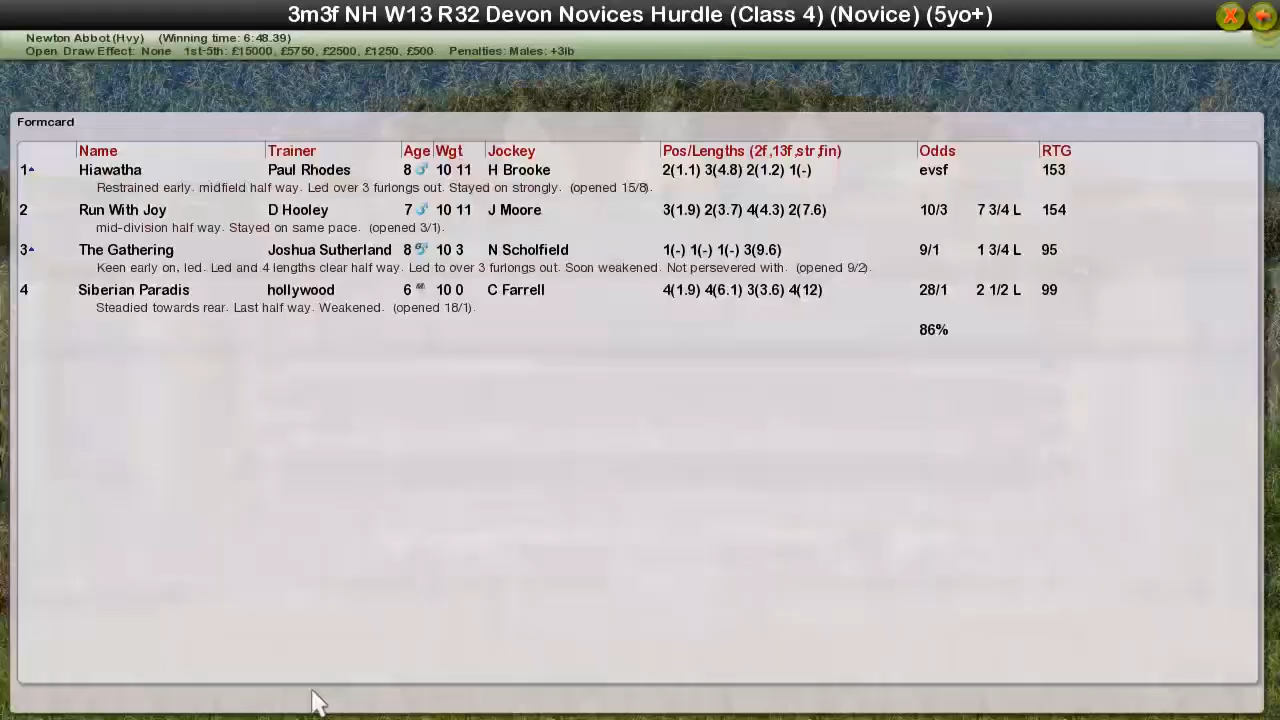 3m3f NH W13 R32 Devon Novices Hurdle (Class 4) (Novice) (5yo+)
Newton Abbot (Hvy) (Winning time: 6:48.39)
Open. Draw Effect: None 1st-5th: £15000, £5750, £2500, £1250, £500. Penalties: Males: +3lb
Formcard
Name Trainer Age Wgt Jockey Pos/Lengths (2f,13f,str,fin) Odds RTG
1 Hiawatha Paul Rhodes 8 10 11 H Brooke 2(1.1) 3(4.8) 2(1.2) 1(-) evsf 153
Restrained early. midfield half way. Led over 3 furlongs out. Stayed on strongly. (opened 15/8).
2 Run With Joy D Hooley 7 10 11 J Moore 3(1.9) 2(3.7) 4(4.3) 2(7.6) 10/3 7 3/4 L 154
mid-division half way. Stayed on same pace. (opened 3/1).
3 The Gathering Joshua Sutherland 8 10 3 N Scholfield 1(-) 1(-) 1(-) 3(9.6) 9/1 1 3/4 L 95
Keen early on, led. Led and 4 lengths clear half way. Led to over 3 furlongs out. Soon weakened. Not persevered with. (opened 9/2).
4 Siberian Paradis hollywood 6 10 0 C Farrell 4(1.9) 4(6.1) 3(3.6) 4(12) 28/1 2 1/2 L 99
Steadied towards rear. Last half way. Weakened. (opened 18/1).
86%